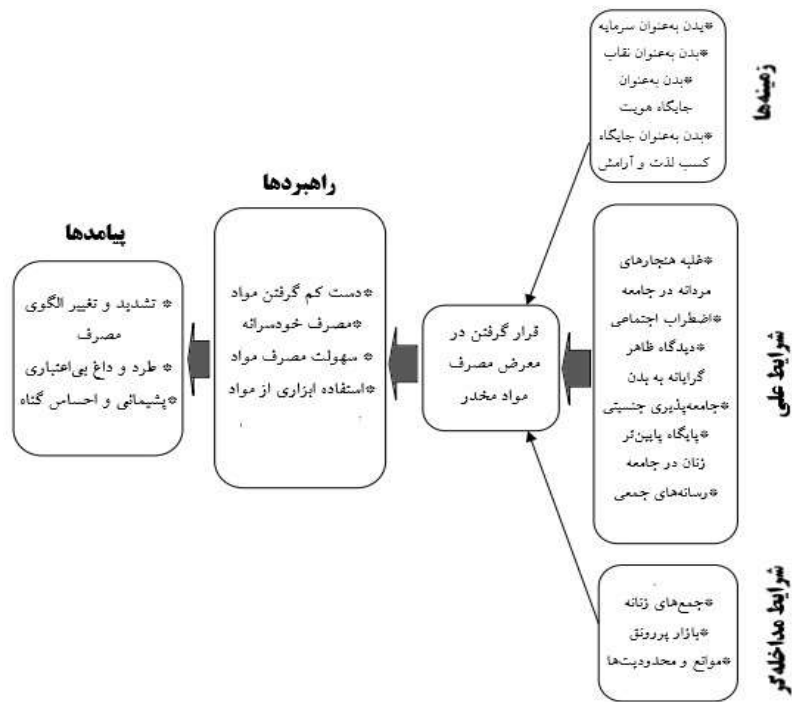 زمینه‌ها
*بدن به‌عنوان سرمایه
*بدن به‌عنوان نقاب
*بدن به‌عنوان
جایگاه هویت
*بدن به‌عنوان جایگاه
کسب لذت و آرامش
شرایط علی
*غلبه هنجارهای
مردانه در جامعه
*اضطراب اجتماعی
*دیدگاه ظاهر
گرایانه به بدن
*جامعه‌پذیری جنسیتی
*پایگاه پایین‌تر
زنان در جامعه
*رسانه‌های جمعی
شرایط مداخله‌گر
*جمع‌های زنانه
*بازار پررونق
*موانع و محدودیت‌ها
قرار گرفتن در
معرض مصرف
مواد مخدر
راهبردها
*دست کم گرفتن مواد
*مصرف خودسرانه
* سهولت مصرف مواد
*استفاده ابزاری از مواد
پیامدها
* تشدید و تغییر الگوی
مصرف
* طرد و داغ بی‌اعتباری
*پشیمانی و احساس گناه